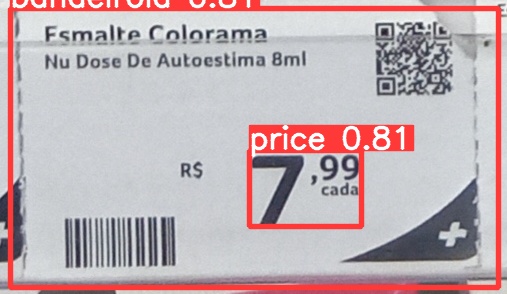 bandeirola 0.81
Esmalte Colorama
Nu Dose De Autoestima 8ml
price 0.81
R$ 7,99
cada